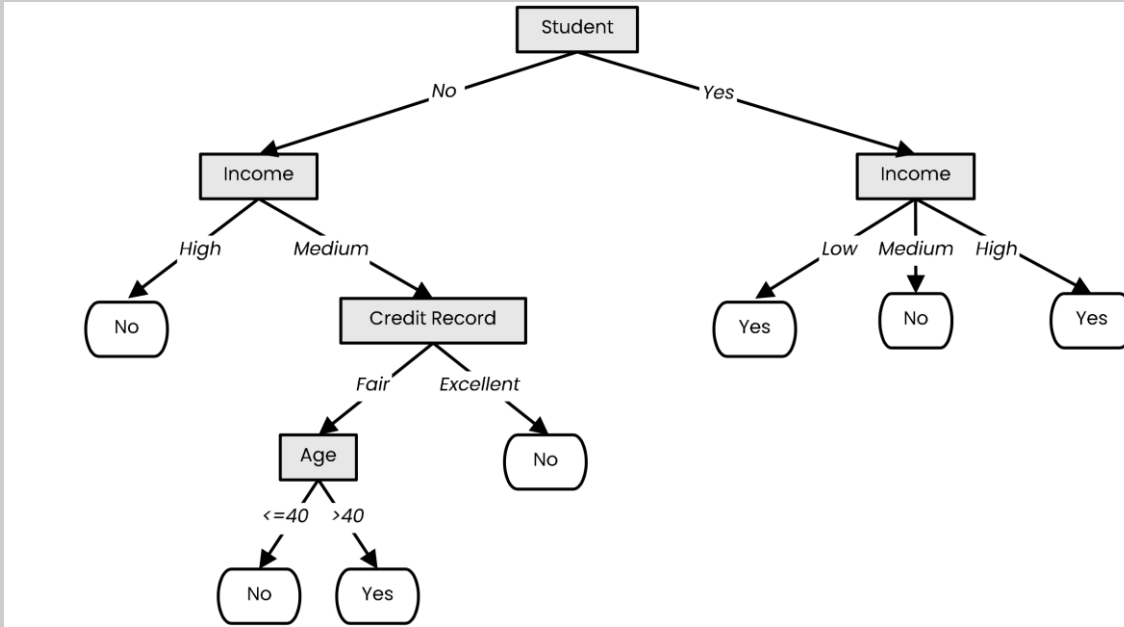 Student
No
Yes
Income
Income
High
Medium
Low
Medium
High
No
Credit Record
Yes
No
Yes
Fair
Excellent
Age
No
<=40
>40
No
Yes